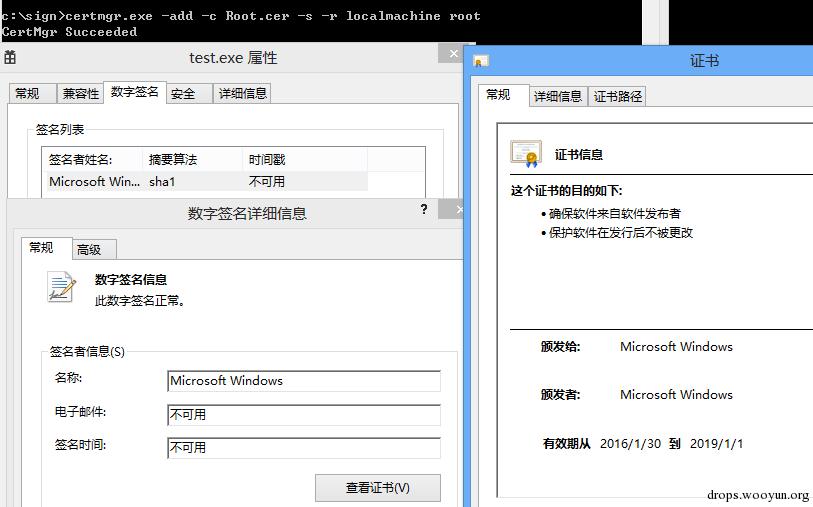 c:\sign>certmgr.exe -add -c Root.cer -s -r localmachine root
CertMgr Succeeded
test.exe 属性
常规 兼容性 数字签名 安全 详细信息
签名列表
签名者姓名: 摘要算法 时间戳
Microsoft Win... sha1 不可用
数字签名详细信息
常规 高级
数字签名信息
此数字签名正常。
签名者信息(S)
名称: Microsoft Windows
电子邮件: 不可用
签名时间: 不可用
查看证书(V)
证书
常规 详细信息 证书路径
证书信息
这个证书的目的如下:
• 确保软件来自软件发布者
• 保护软件在发行后不被更改
颁发给: Microsoft Windows
颁发者: Microsoft Windows
有效期从 2016/1/30 到 2019/1/1
drops.wooyun.org